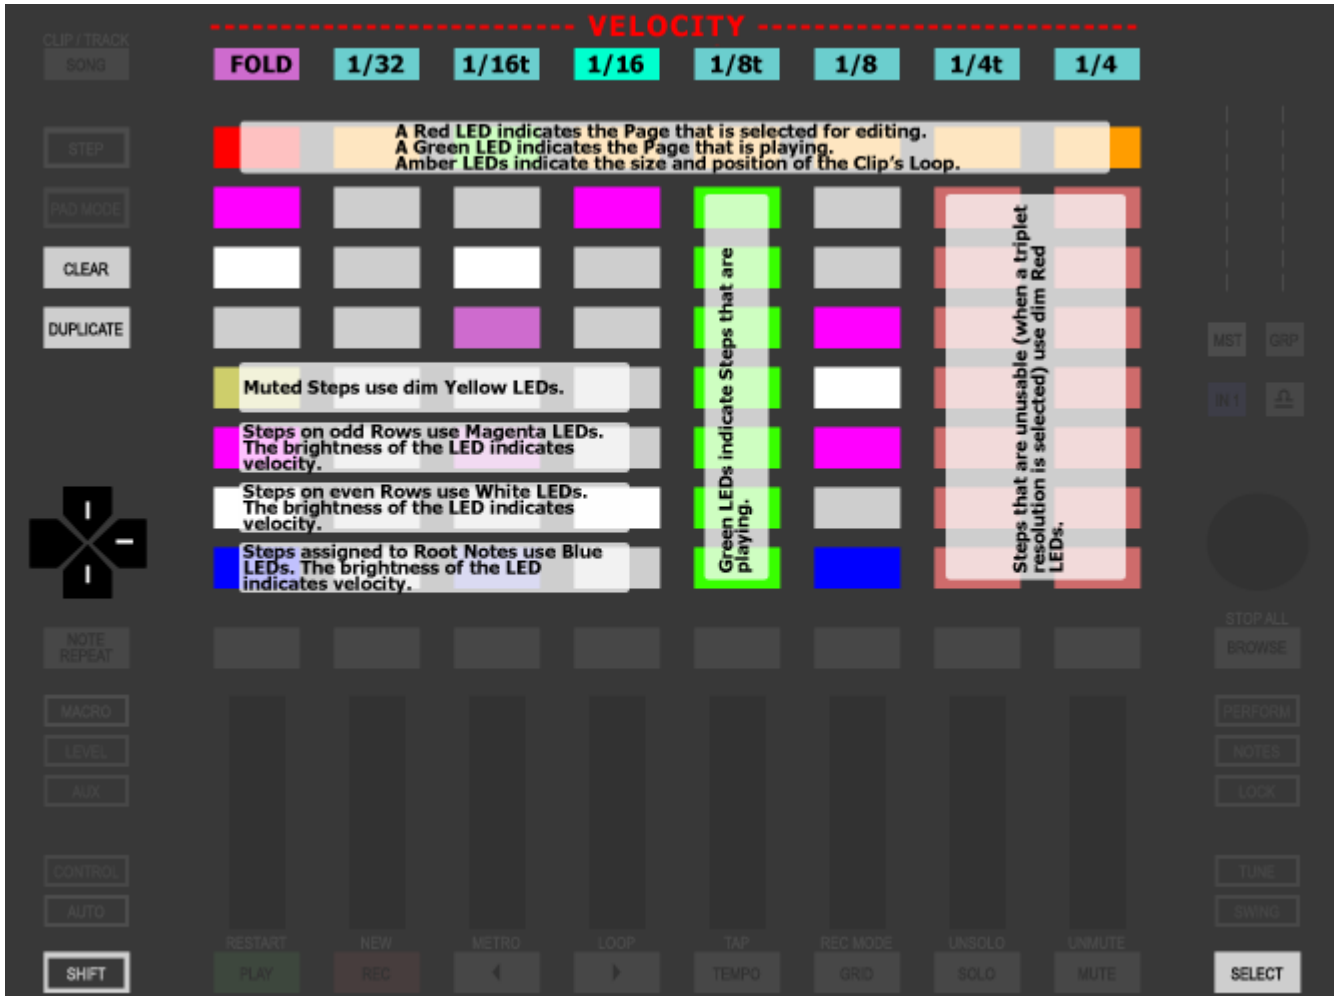 VELOCITY
CLIP / TRACK
SONG
FOLD
1/32
1/16t
1/16
1/8t
1/8
1/4t
1/4
A Red LED indicates the Page that is selected for editing.
A Green LED indicates the Page that is playing.
Amber LEDs indicate the size and position of the Clip's Loop.
STEP
PAD MODE
CLEAR
DUPLICATE
MST
GRP
IN 1
Muted Steps use dim Yellow LEDs.
Steps on odd Rows use Magenta LEDs.
The brightness of the LED indicates
velocity.
Steps on even Rows use White LEDs.
The brightness of the LED indicates
velocity.
Steps assigned to Root Notes use Blue
LEDs. The brightness of the LED
indicates velocity.
Green LEDs indicate Steps that are
playing.
Steps that are unusable (when a triplet
resolution is selected) use dim Red
LEDs.
NOTE
REPEAT
STOP ALL
BROWSE
MACRO
LEVEL
AUX
PERFORM
NOTES
LOCK
CONTROL
AUTO
TUNE
SWING
RESTART
NEW
METRO
LOOP
TAP
REC MODE
UNSOLO
UNMUTE
SHIFT
PLAY
REC
TEMPO
GRID
SOLO
MUTE
SELECT